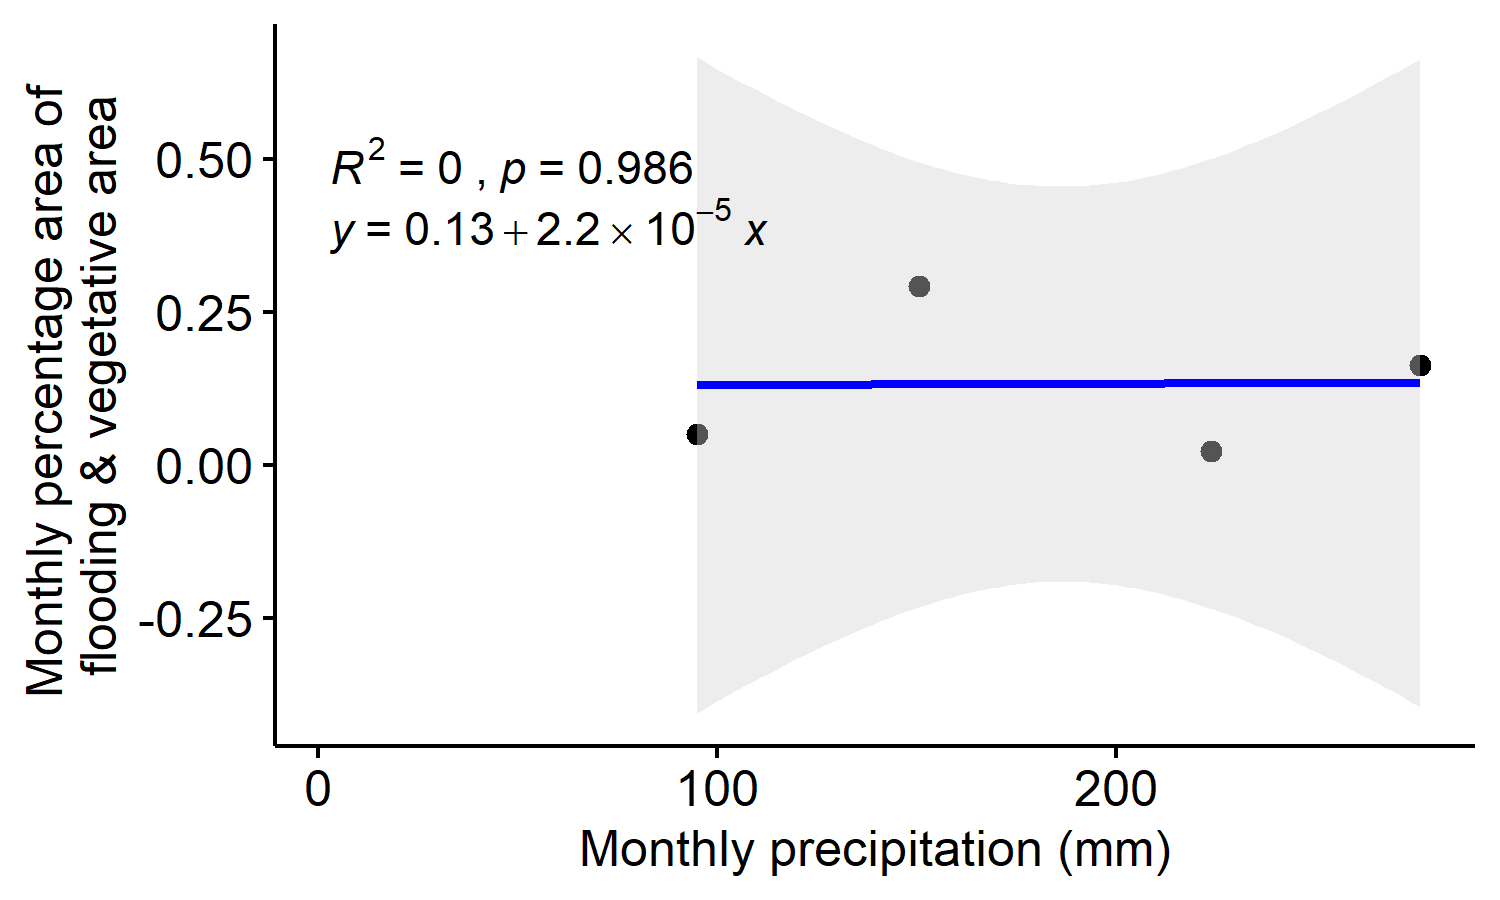 Monthly percentage area of
flooding & vegetative area
0.50
0.25
0.00
-0.25
R² = 0 , p = 0.986
y = 0.13 + 2.2 × 10⁻⁵ x
0
100
200
Monthly precipitation (mm)